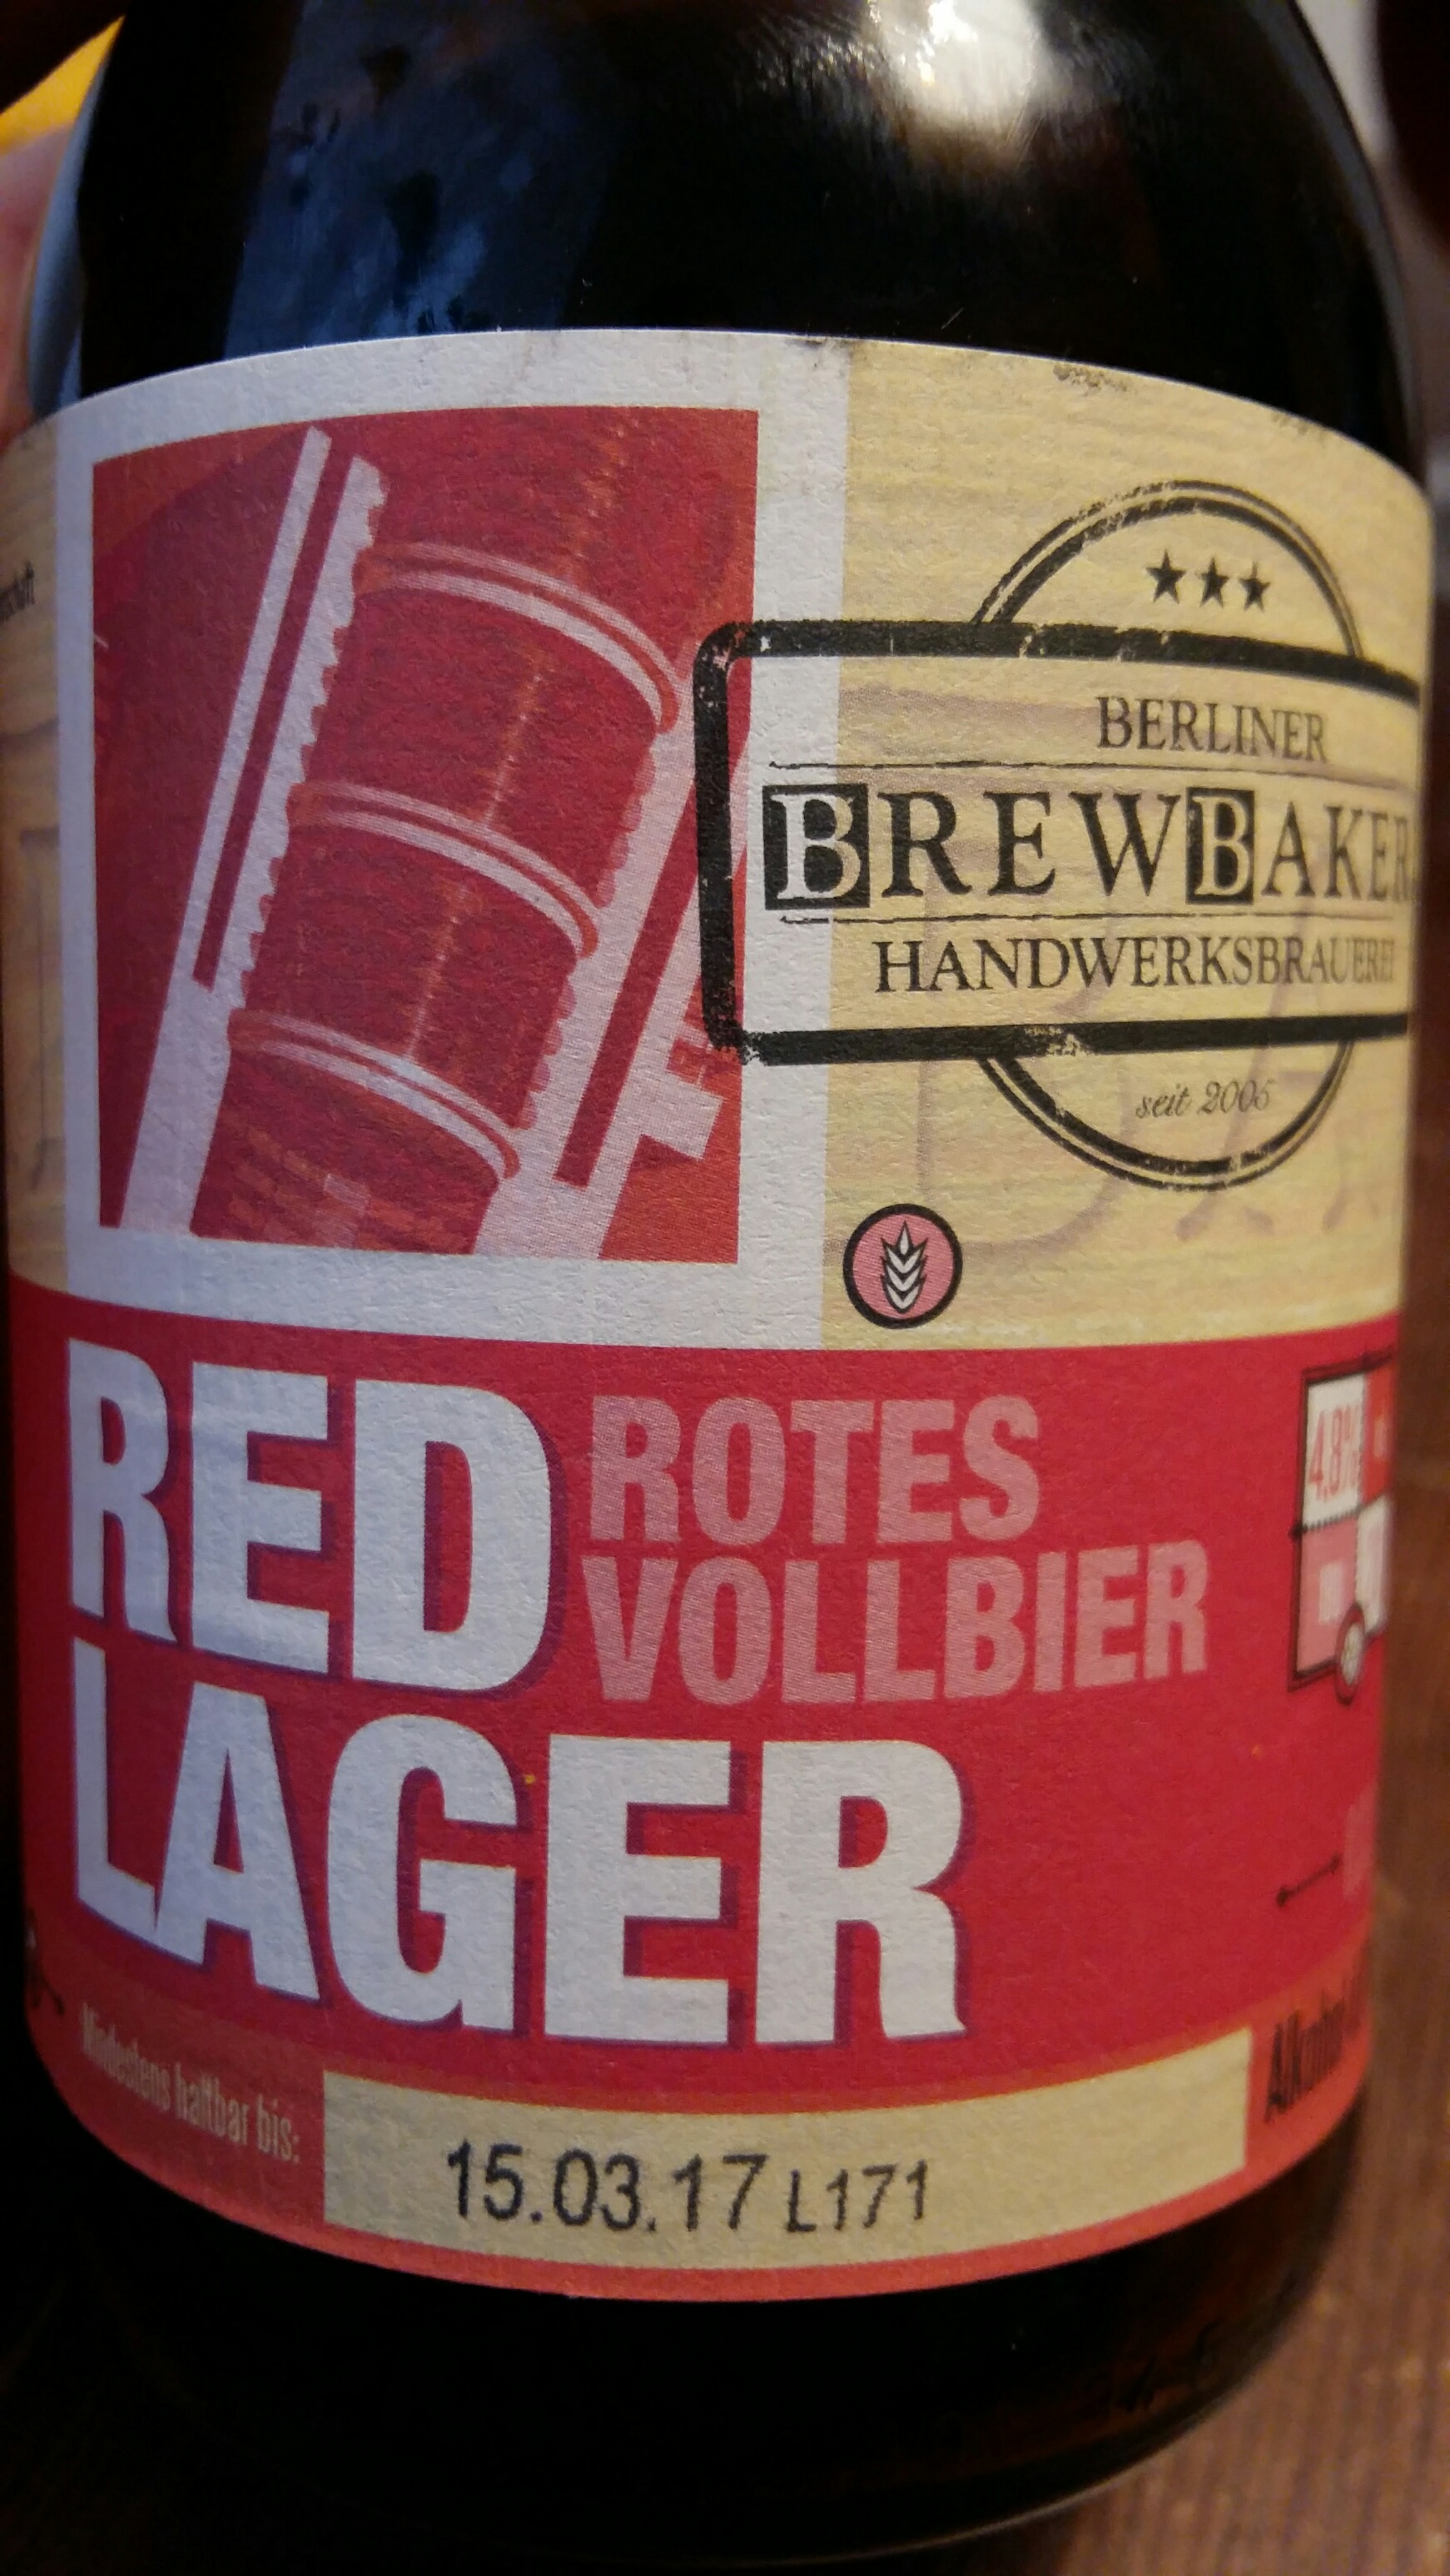 BERLINER
BREWBAKER
HANDWERKSBRAUEREI
seit 2005
RED
ROTES
VOLLBIER
LAGER
4,8%
Mindestens haltbar bis:
15.03.17 L171